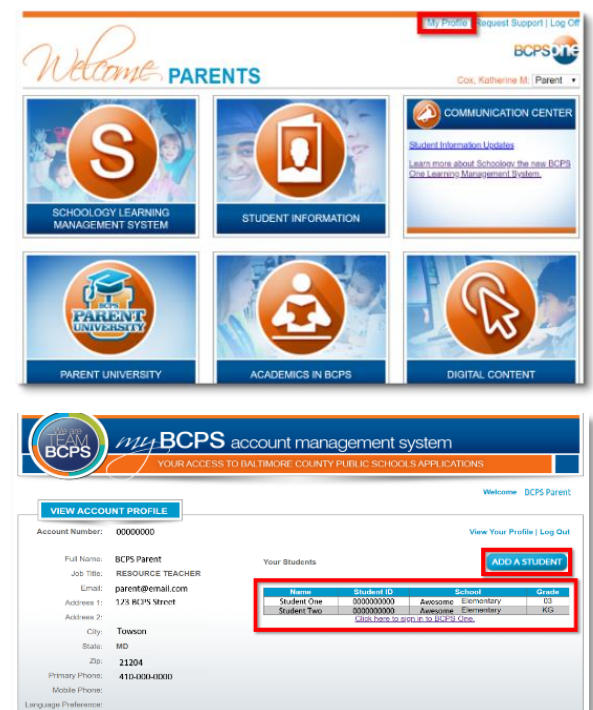 My Profile | Request Support | Log Off
BCPSOne
Welcome PARENTS
Cox, Katherine M: Parent
S
COMMUNICATION CENTER
Student Information Updates
Learn more about Schoology the new BCPS
One Learning Management System.
SCHOOLOGY LEARNING
MANAGEMENT SYSTEM
STUDENT INFORMATION
BCPS
PARENT
UNIVERSITY
PARENT UNIVERSITY
ACADEMICS IN BCPS
DIGITAL CONTENT
We are
TEAM
BCPS
myBCPS account management system
YOUR ACCESS TO BALTIMORE COUNTY PUBLIC SCHOOLS APPLICATIONS
Welcome BCPS Parent
VIEW ACCOUNT PROFILE
Account Number: 00000000
View Your Profile | Log Out
Full Name: BCPS Parent
Your Students
ADD A STUDENT
Job Title: RESOURCE TEACHER
Email: parent@email.com
Address 1: 123 BCPS Street
Address 2:
City: Towson
State: MD
Zip: 21204
Primary Phone: 410-000-0000
Mobile Phone:
Language Preference:
Name Student ID School Grade
Student One 0000000000 Awesome Elementary 03
Student Two 0000000000 Awesome Elementary KG
Click here to sign in to BCPS One.